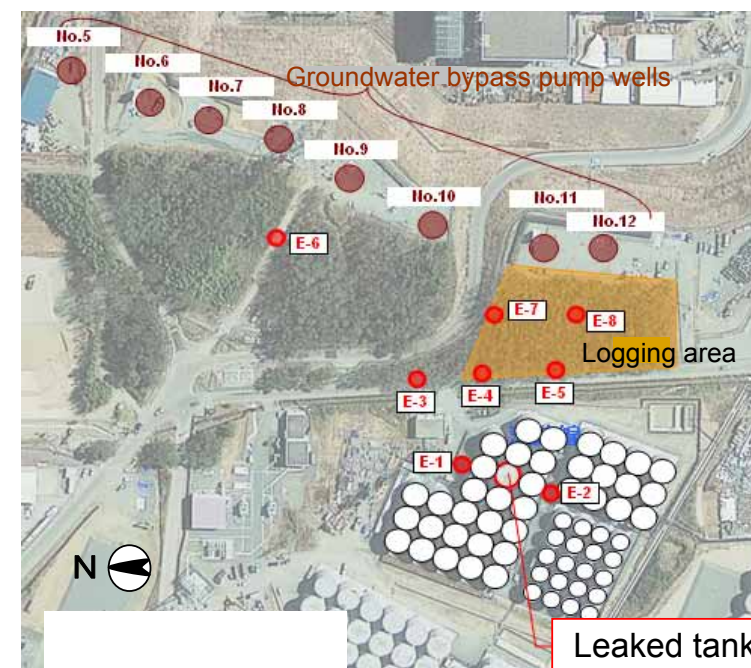 No.5
No.6
No.7
Groundwater bypass pump wells
No.8
No.9
No.10
No.11
No.12
E-6
E-7
E-8
Logging area
E-3
E-4
E-5
E-1
E-2
N
Leaked tank